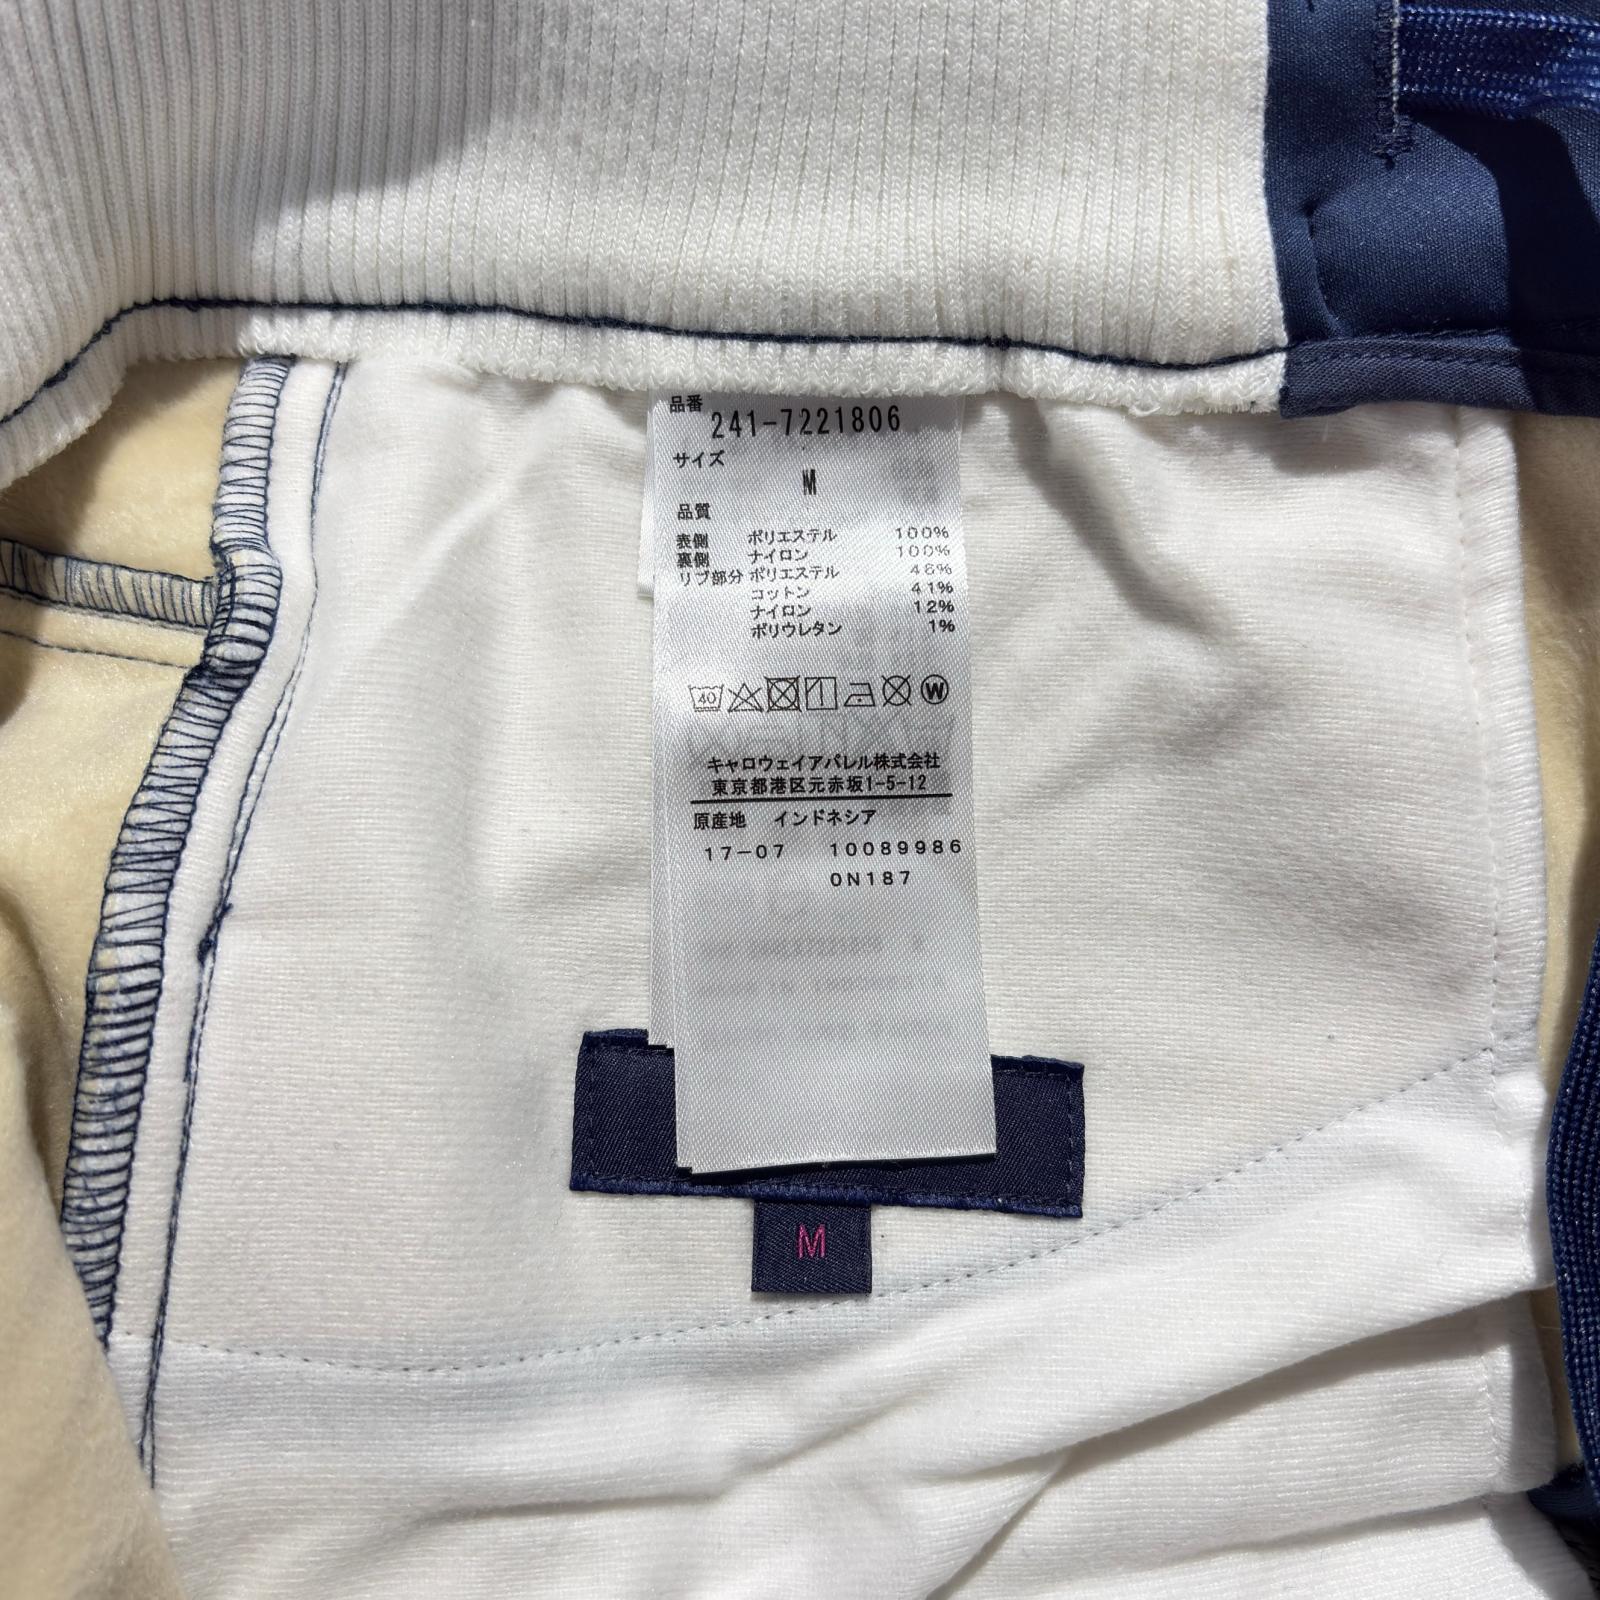 品番
241-7221806
サイズ
M
品質
表側 ポリエステル 100%
裏側 ナイロン 100%
リブ部分 ポリエステル 46%
コットン 41%
ナイロン 12%
ポリウレタン 1%
40 W
キャロウェイアパレル株式会社
東京都港区元赤坂1-5-12
原産地 インドネシア
17-07 10089986
0N187
M